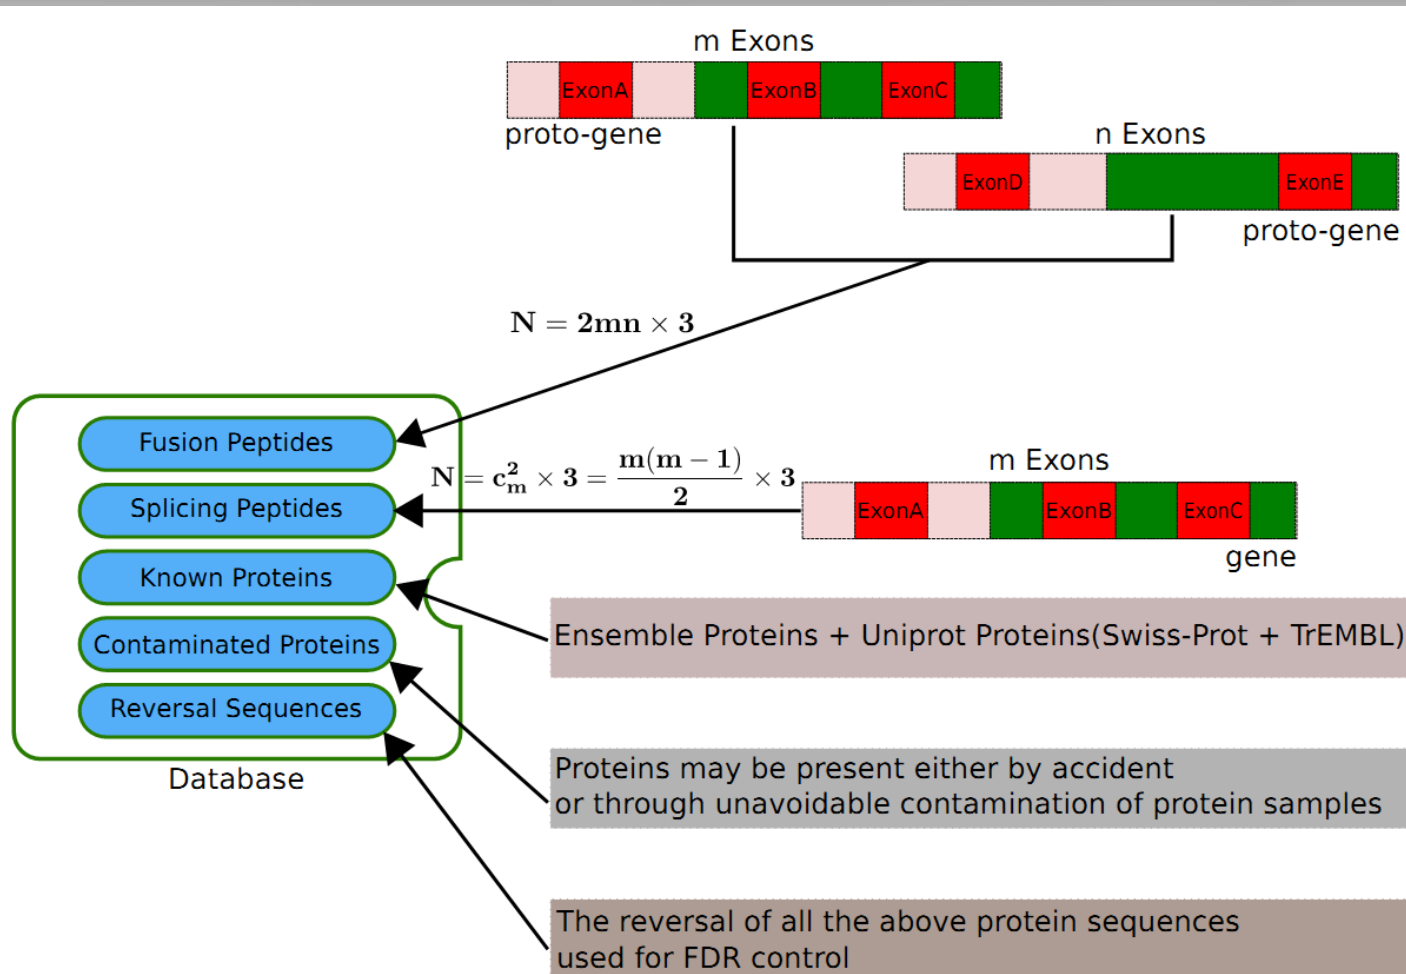 m Exons
ExonA
ExonB
ExonC
proto-gene
n Exons
ExonD
ExonE
proto-gene
N = 2mn × 3
Fusion Peptides
N = c_m^2 × 3 = m(m − 1)/2 × 3
m Exons
Splicing Peptides
ExonA
ExonB
ExonC
gene
Known Proteins
Ensemble Proteins + Uniprot Proteins(Swiss-Prot + TrEMBL)
Contaminated Proteins
Reversal Sequences
Database
Proteins may be present either by accident
or through unavoidable contamination of protein samples
The reversal of all the above protein sequences
used for FDR control